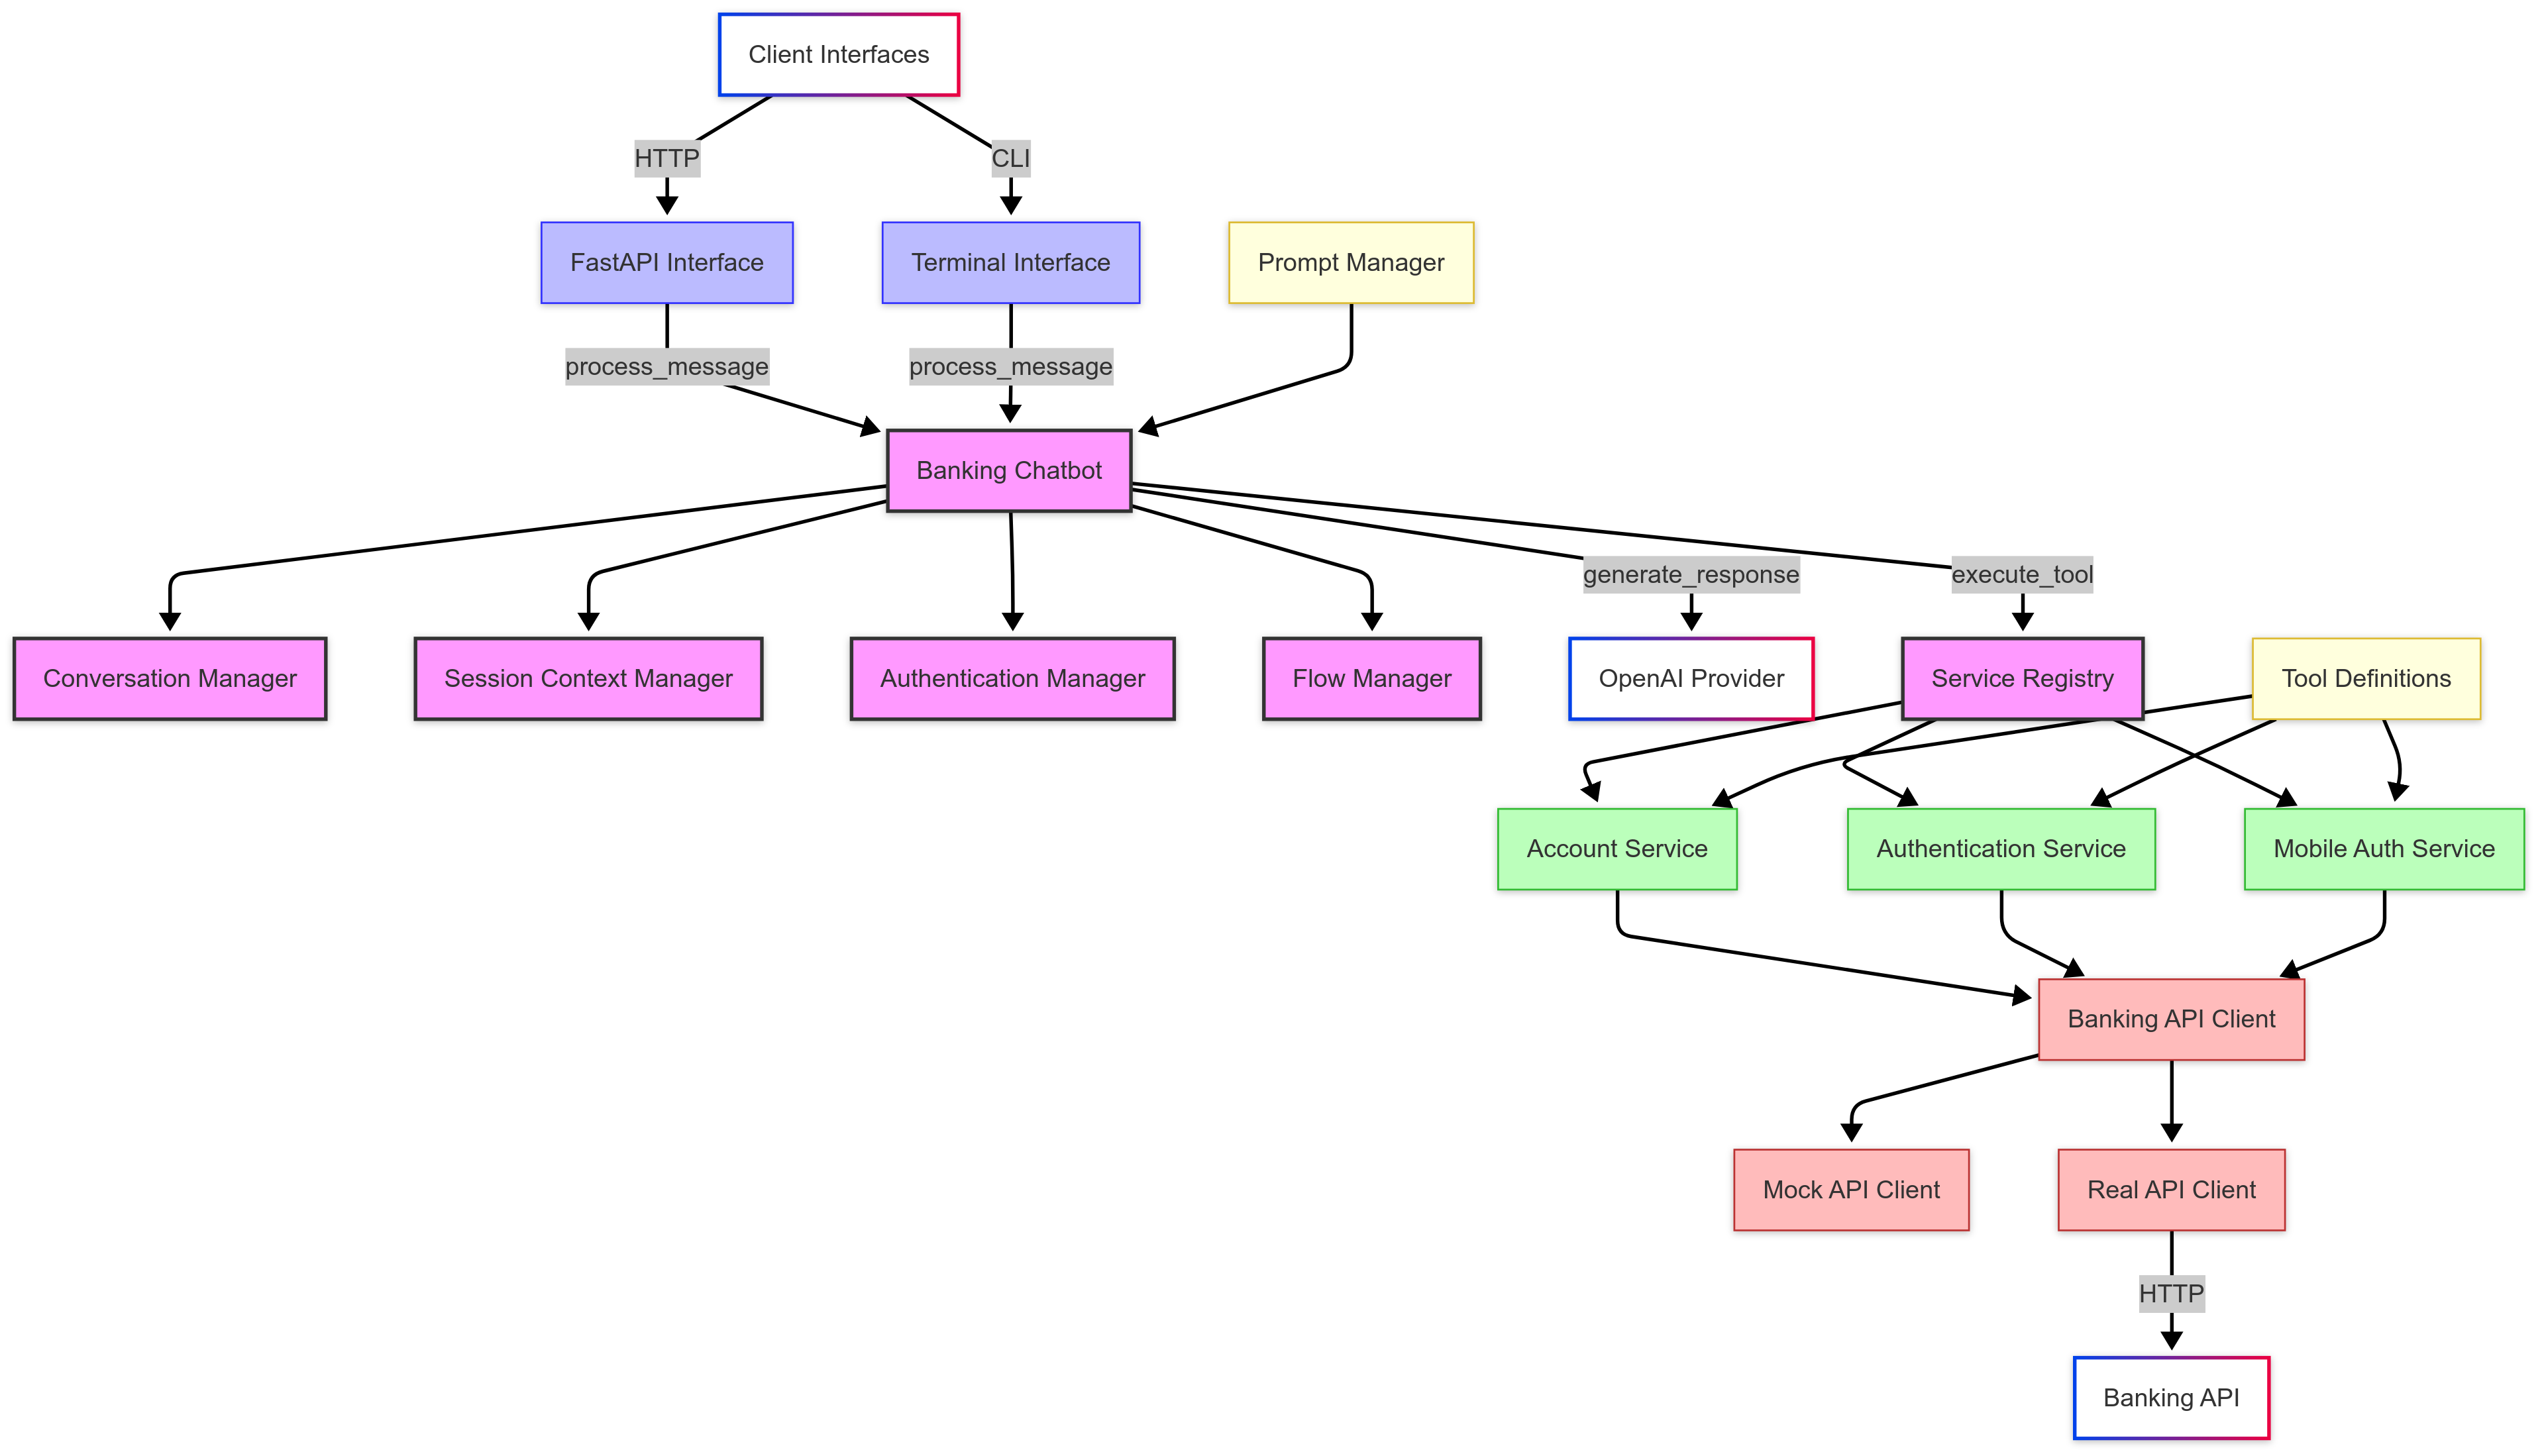 Client Interfaces
HTTP
CLI
FastAPI Interface
Terminal Interface
Prompt Manager
process_message
process_message
Banking Chatbot
generate_response
execute_tool
Conversation Manager
Session Context Manager
Authentication Manager
Flow Manager
OpenAI Provider
Service Registry
Tool Definitions
Account Service
Authentication Service
Mobile Auth Service
Banking API Client
Mock API Client
Real API Client
HTTP
Banking API